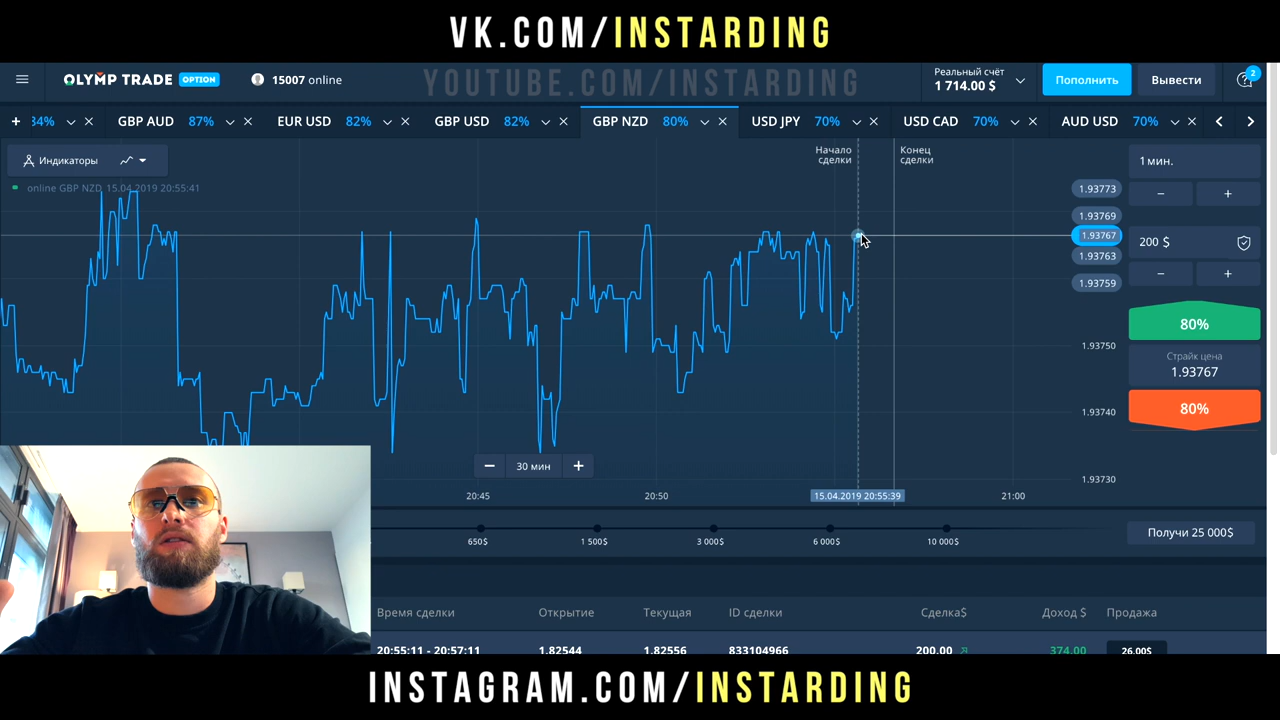 VK.COM/INSTARDING
OLYMP TRADE OPTION
15007 online
YOUTUBE.COM/INSTARDING
Реальный счёт
1 714.00 $
Пополнить
Вывести
2
+ 34% GBP AUD 87% EUR USD 82% GBP USD 82% GBP NZD 80% USD JPY 70% USD CAD 70% AUD USD 70%
Индикаторы
online GBP NZD 15.04.2019 20:55:41
Начало
сделки
Конец
сделки
1.93773
1.93769
1.93767
1.93763
1.93759
1.93750
1.93740
1.93730
1 мин.
− +
200 $
− +
80%
Страйк цена
1.93767
80%
− 30 мин +
20:45 20:50 15.04.2019 20:55:39 21:00
650$ 1 500$ 3 000$ 6 000$ 10 000$
Получи 25 000$
Время сделки Открытие Текущая ID сделки Сделка$ Доход $ Продажа
20:55:11 - 20:57:11 1.82544 1.82556 833104966 200.00 374.00 26.00$
INSTAGRAM.COM/INSTARDING